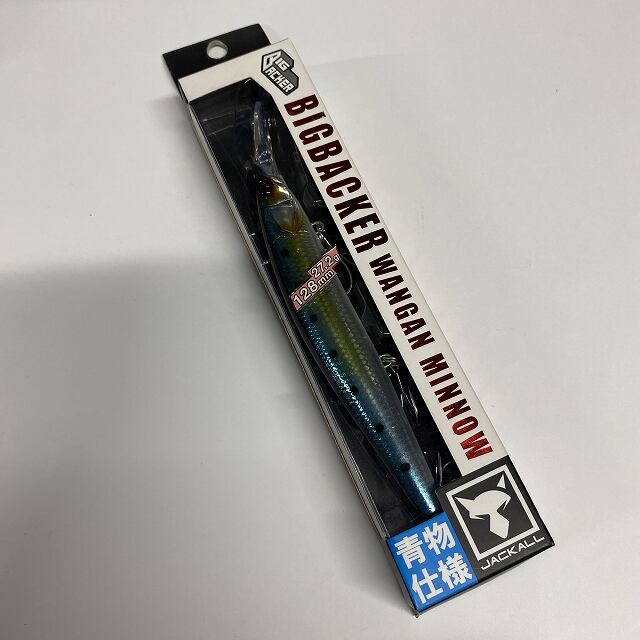 BIG
BACKER
BIGBACKER WANGAN MINNOW
27.2g
128mm
青物
仕様
JACKALL